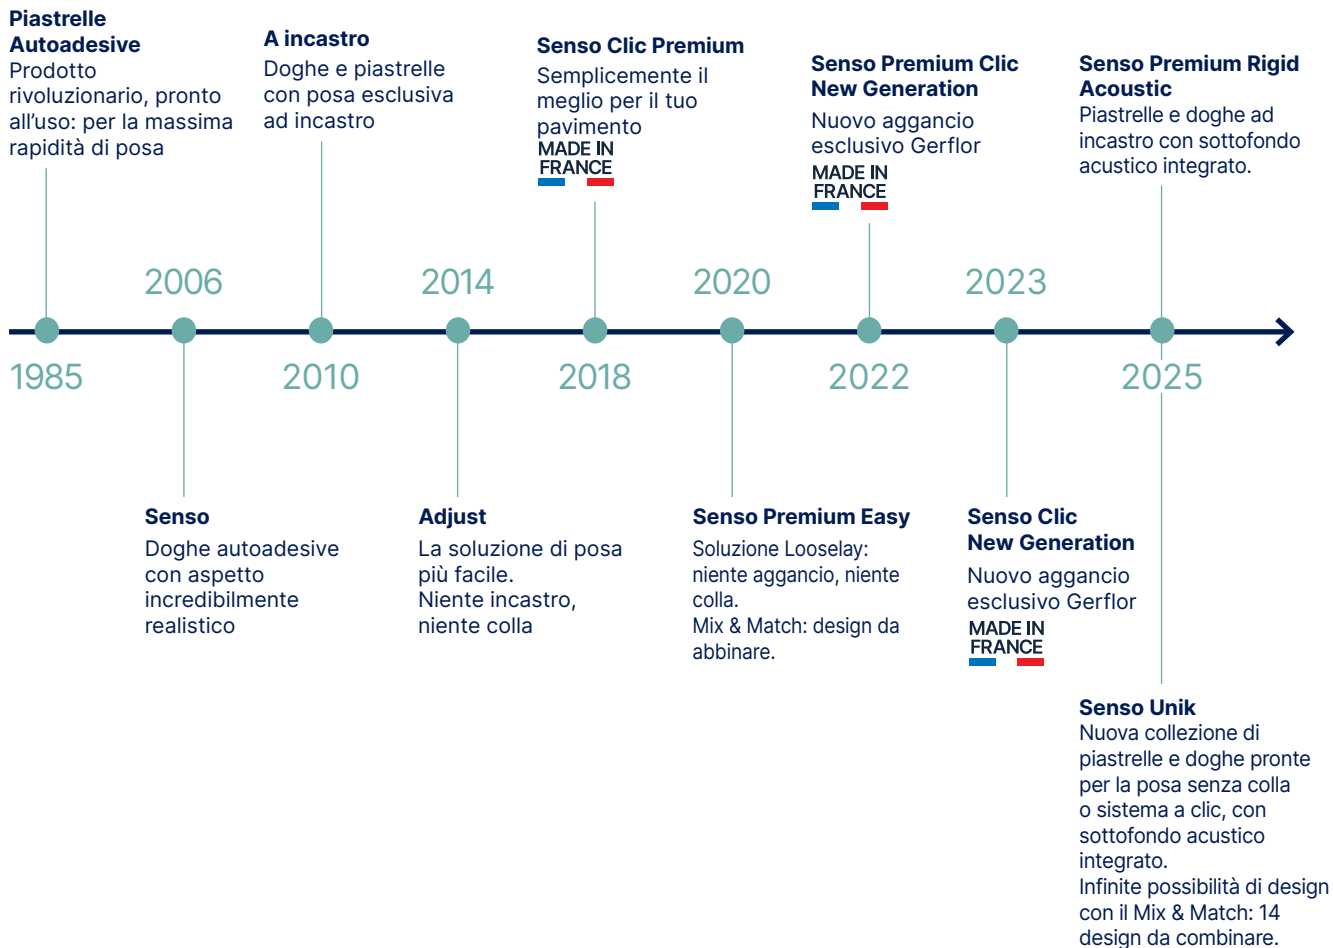 Piastrelle
Autoadesive
Prodotto
rivoluzionario, pronto
all'uso: per la massima
rapidità di posa
A incastro
Doghe e piastrelle
con posa esclusiva
ad incastro
Senso Clic Premium
Semplicemente il
meglio per il tuo
pavimento
MADE IN
FRANCE
Senso Premium Clic
New Generation
Nuovo aggancio
esclusivo Gerflor
MADE IN
FRANCE
Senso Premium Rigid
Acoustic
Piastrelle e doghe ad
incastro con sottofondo
acustico integrato.
2006
2014
2020
2023
1985
2010
2018
2022
2025
Senso
Doghe autoadesive
con aspetto
incredibilmente
realistico
Adjust
La soluzione di posa
più facile.
Niente incastro,
niente colla
Senso Premium Easy
Soluzione Looselay:
niente aggancio, niente
colla.
Mix & Match: design da
abbinare.
Senso Clic
New Generation
Nuovo aggancio
esclusivo Gerflor
MADE IN
FRANCE
Senso Unik
Nuova collezione di
piastrelle e doghe pronte
per la posa senza colla
o sistema a clic, con
sottofondo acustico
integrato.
Infinite possibilità di design
con il Mix & Match: 14
design da combinare.